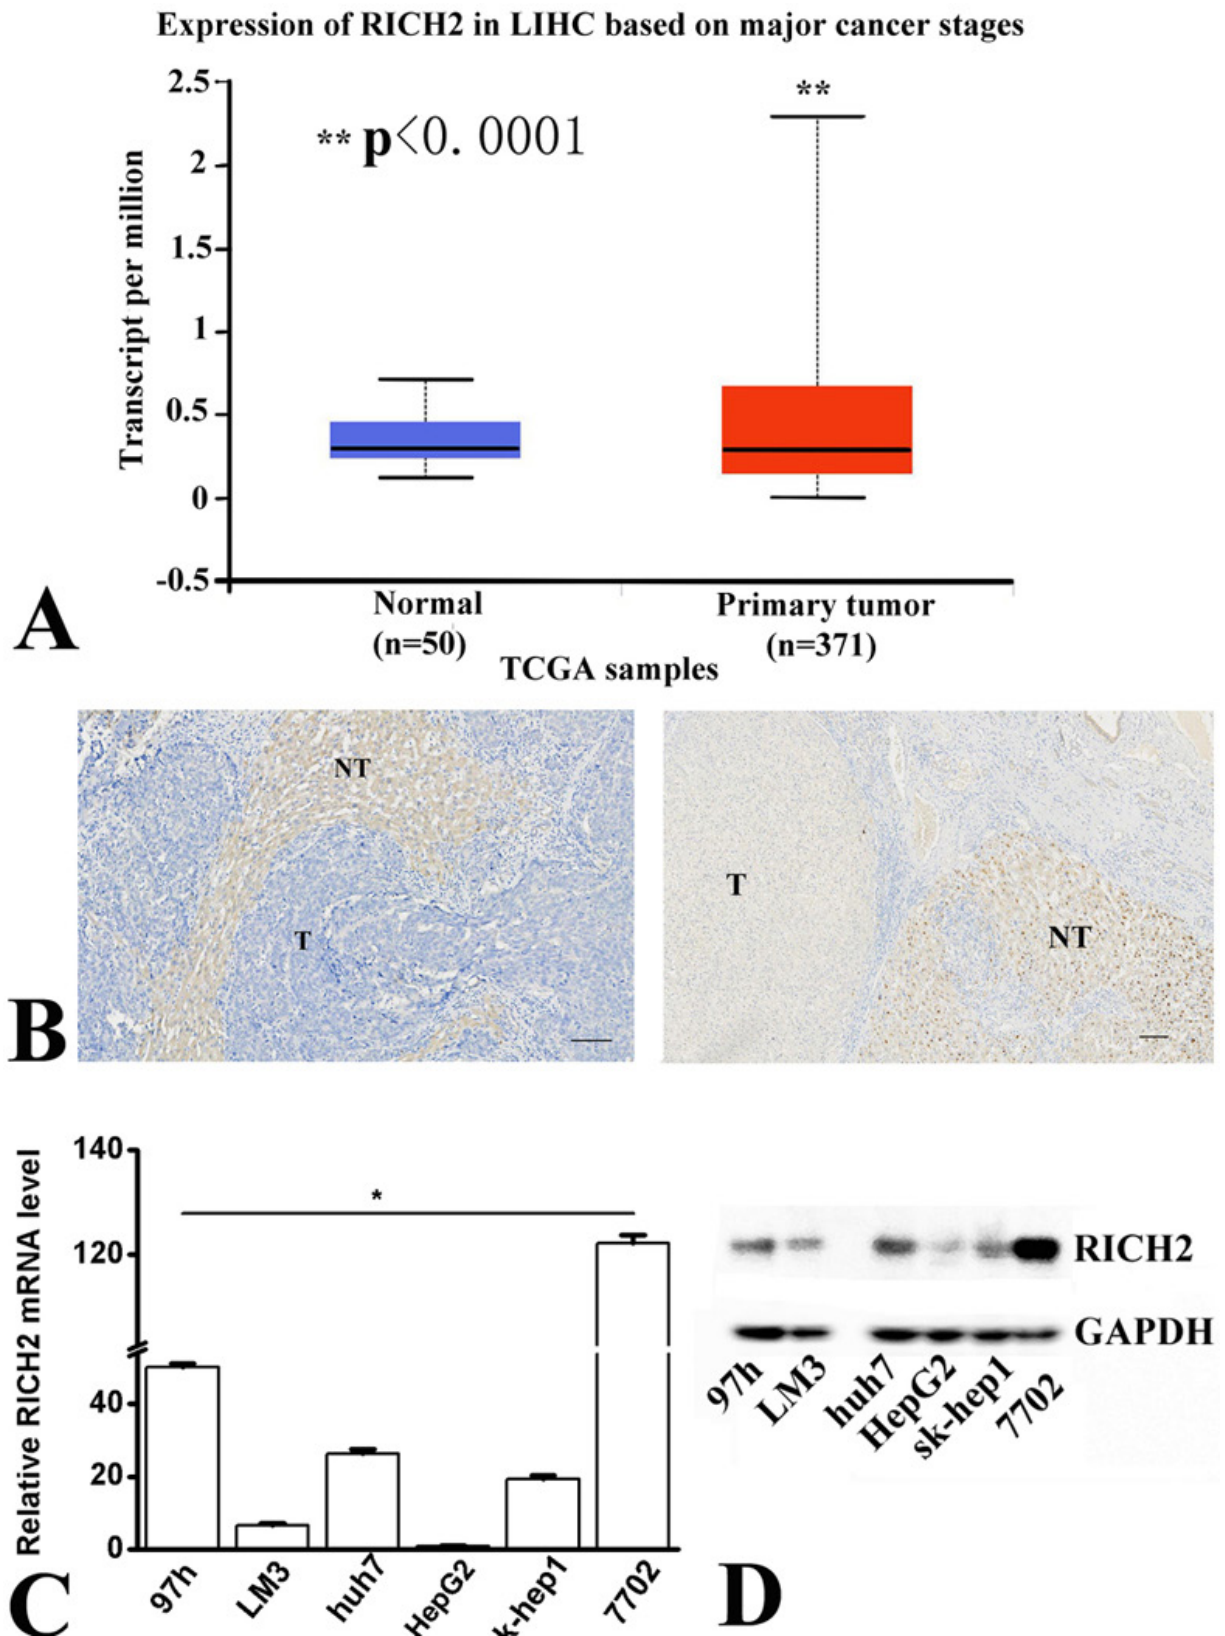 Expression of RICH2 in LIHC based on major cancer stages
2.5
2
1.5
1
0.5
0
-0.5
Transcript per million
** p<0.0001
**
Normal
(n=50)
Primary tumor
(n=371)
TCGA samples
A
NT
T
T
NT
B
Relative RICH2 mRNA level
140
120
40
20
0
*
97h
LM3
huh7
HepG2
k-hep1
7702
C
RICH2
GAPDH
97h
LM3
huh7
HepG2
sk-hep1
7702
D